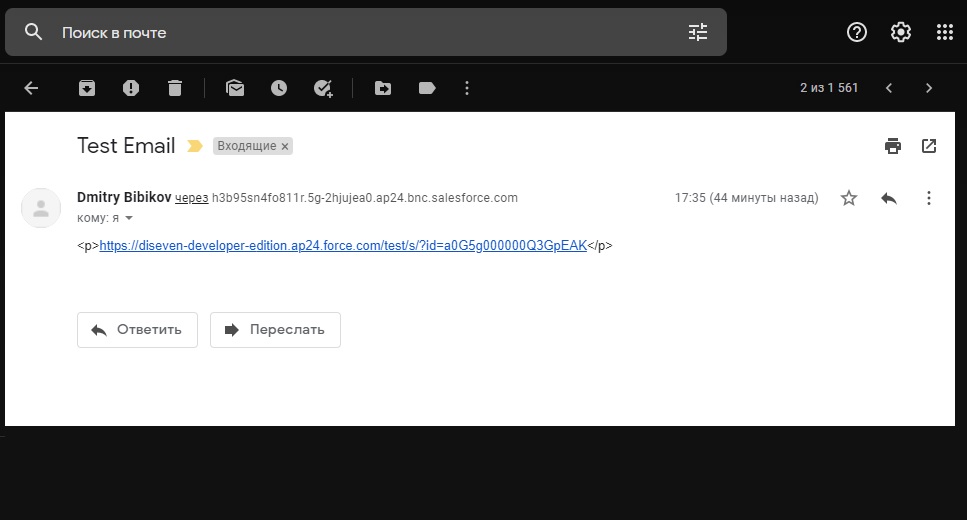 Поиск в почте
2 из 1 561
Test Email Входящие ×
Dmitry Bibikov через h3b95sn4fo811r.5g-2hjujea0.ap24.bnc.salesforce.com 17:35 (44 минуты назад)
кому: я
<p>https://diseven-developer-edition.ap24.force.com/test/s/?id=a0G5g000000Q3GpEAK</p>
Ответить Переслать